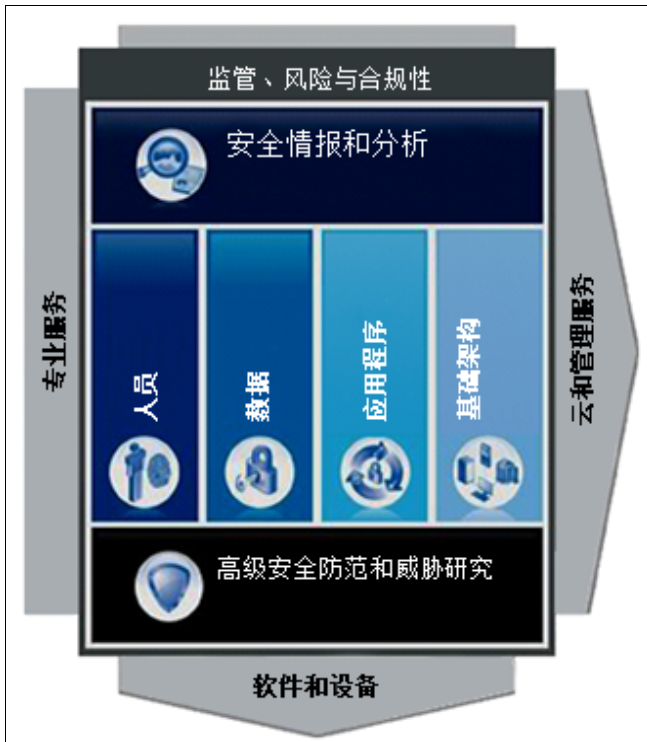 监管、风险与合规性
安全情报和分析
专业服务
人员
数据
应用程序
基础架构
云和管理服务
高级安全防范和威胁研究
软件和设备